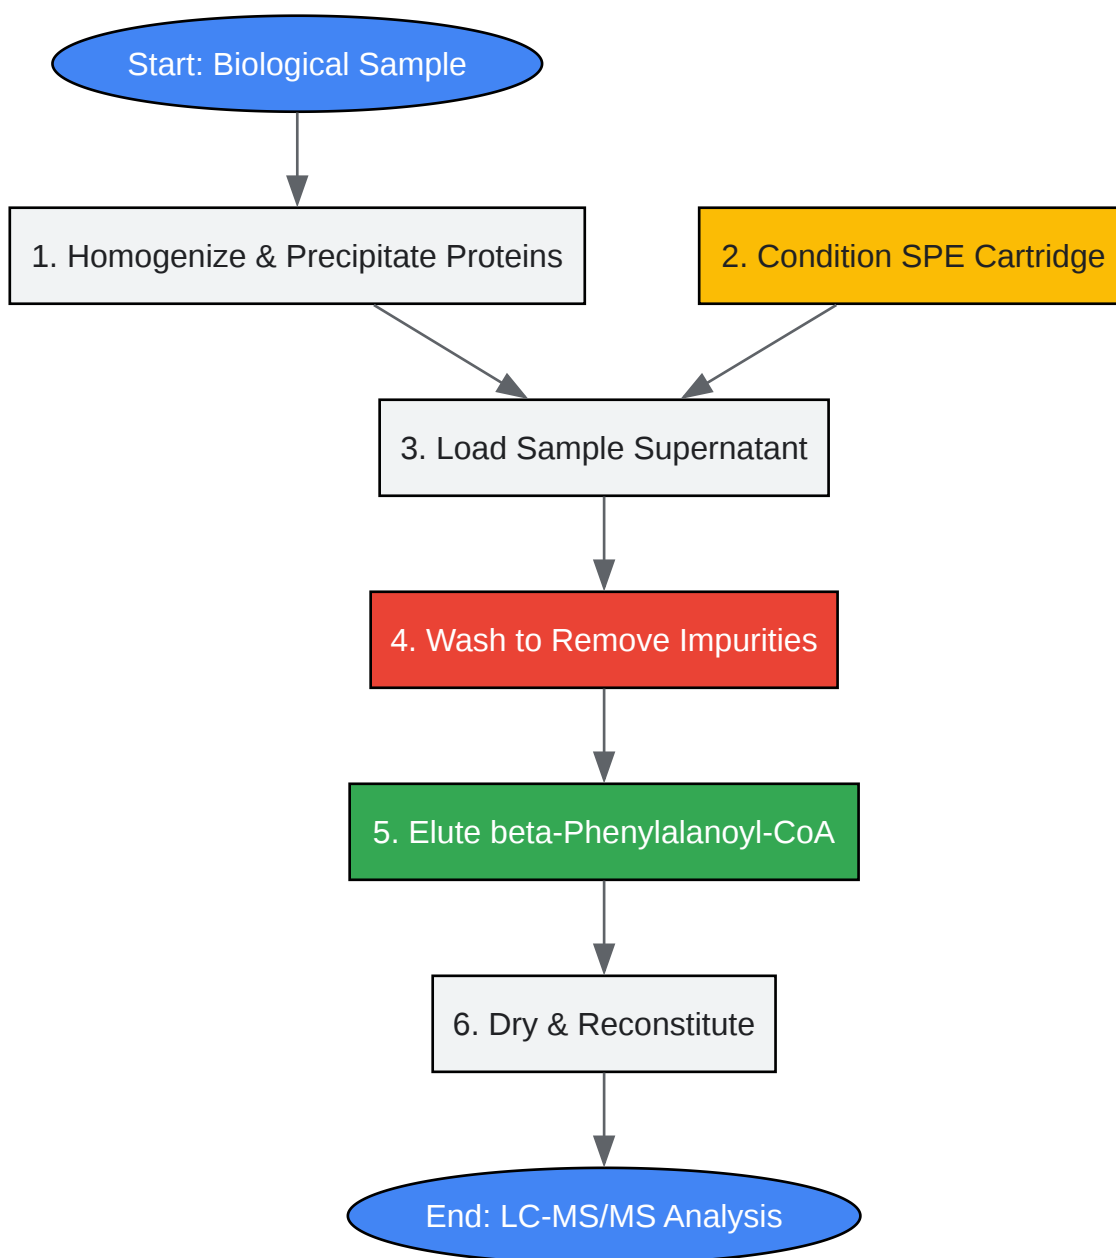 Start: Biological Sample
1. Homogenize & Precipitate Proteins
2. Condition SPE Cartridge
3. Load Sample Supernatant
4. Wash to Remove Impurities
5. Elute beta-Phenylalanoyl-CoA
6. Dry & Reconstitute
End: LC-MS/MS Analysis